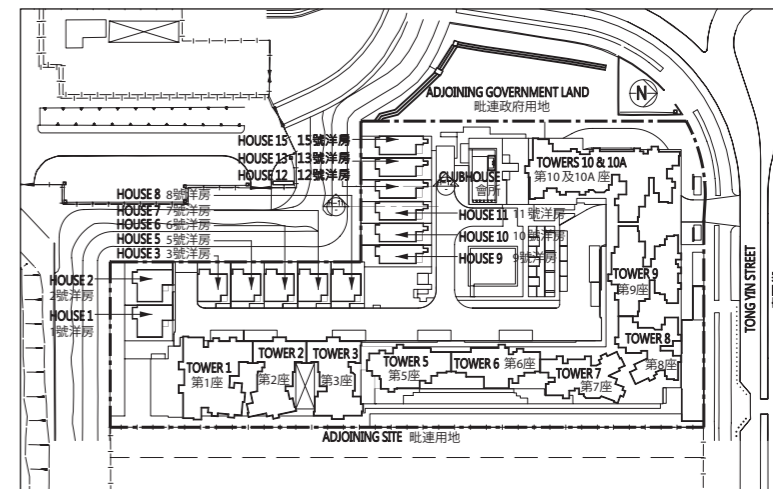 ADJOINING GOVERNMENT LAND
毗連政府用地
N
HOUSE 15 15號洋房
HOUSE 13 13號洋房
HOUSE 12 12號洋房
CLUBHOUSE
會所
TOWERS 10 & 10A
第10及10A 座
HOUSE 8 8號洋房
HOUSE 7 7號洋房
HOUSE 6 6號洋房
HOUSE 5 5號洋房
HOUSE 3 3號洋房
HOUSE 11 11號洋房
HOUSE 10 10號洋房
HOUSE 9 9號洋房
HOUSE 2
2號洋房
HOUSE 1
1號洋房
TOWER 9
第9座
TONG YIN STREET
TOWER 1
第1座
TOWER 2
第2座
TOWER 3
第3座
TOWER 5
第5座
TOWER 6 第6座
TOWER 7
第7座
TOWER 8
第8座
ADJOINING SITE 毗連用地